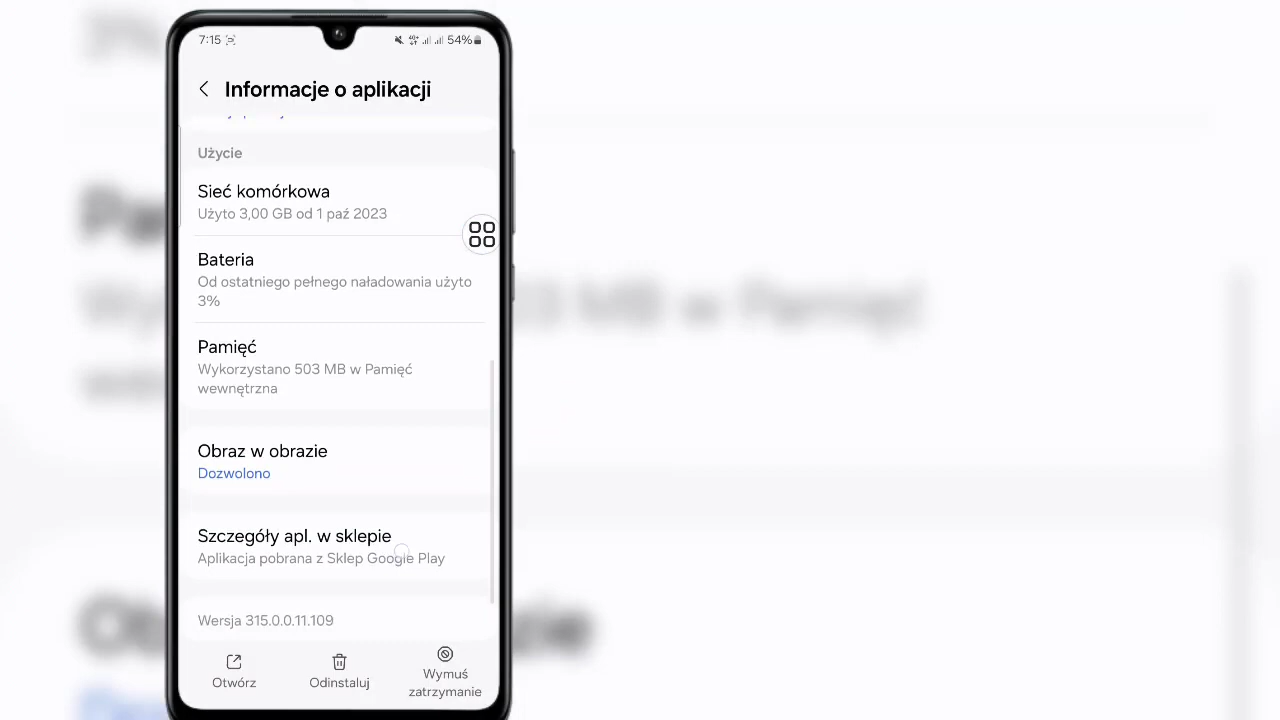 7:15
54%
Informacje o aplikacji
Użycie
Sieć komórkowa
Użyto 3,00 GB od 1 paź 2023
Bateria
Od ostatniego pełnego naładowania użyto
3%
Pamięć
Wykorzystano 503 MB w Pamięć
wewnętrzna
Obraz w obrazie
Dozwolono
Szczegóły apl. w sklepie
Aplikacja pobrana z Sklep Google Play
Wersja 315.0.0.11.109
Otwórz
Odinstaluj
Wymuś
zatrzymanie